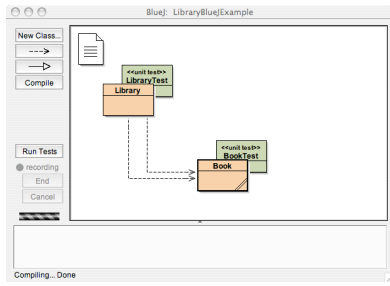 BlueJ: LibraryBlueJExample
New Class...
Compile
<<unit test>>
LibraryTest
Library
<<unit test>>
BookTest
Book
Run Tests
recording
End
Cancel
Compiling... Done